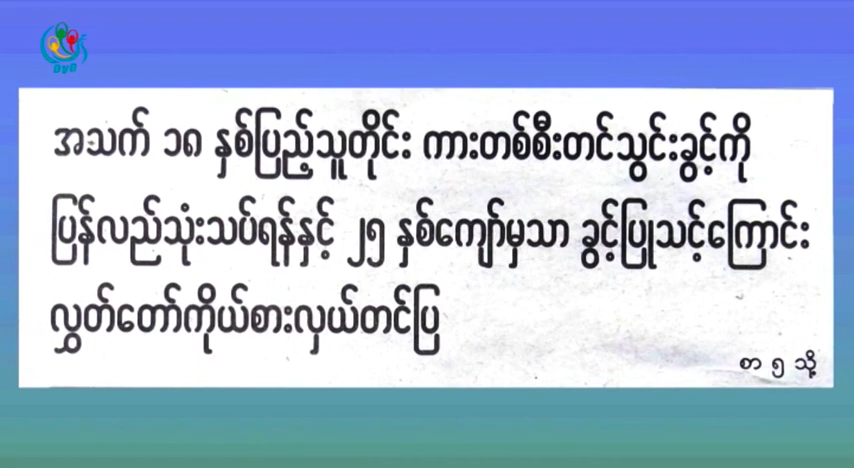 DVB
အသက် ၁၈ နှစ်ပြည့်သူတိုင်း ကားတစ်စီးတင်သွင်းခွင့်ကို
ပြန်လည်သုံးသပ်ရန်နှင့် ၂၅ နှစ်ကျော်မှသာ ခွင့်ပြုသင့်ကြောင်း
လွှတ်တော်ကိုယ်စားလှယ်တင်ပြ
စာ ၅ သို့